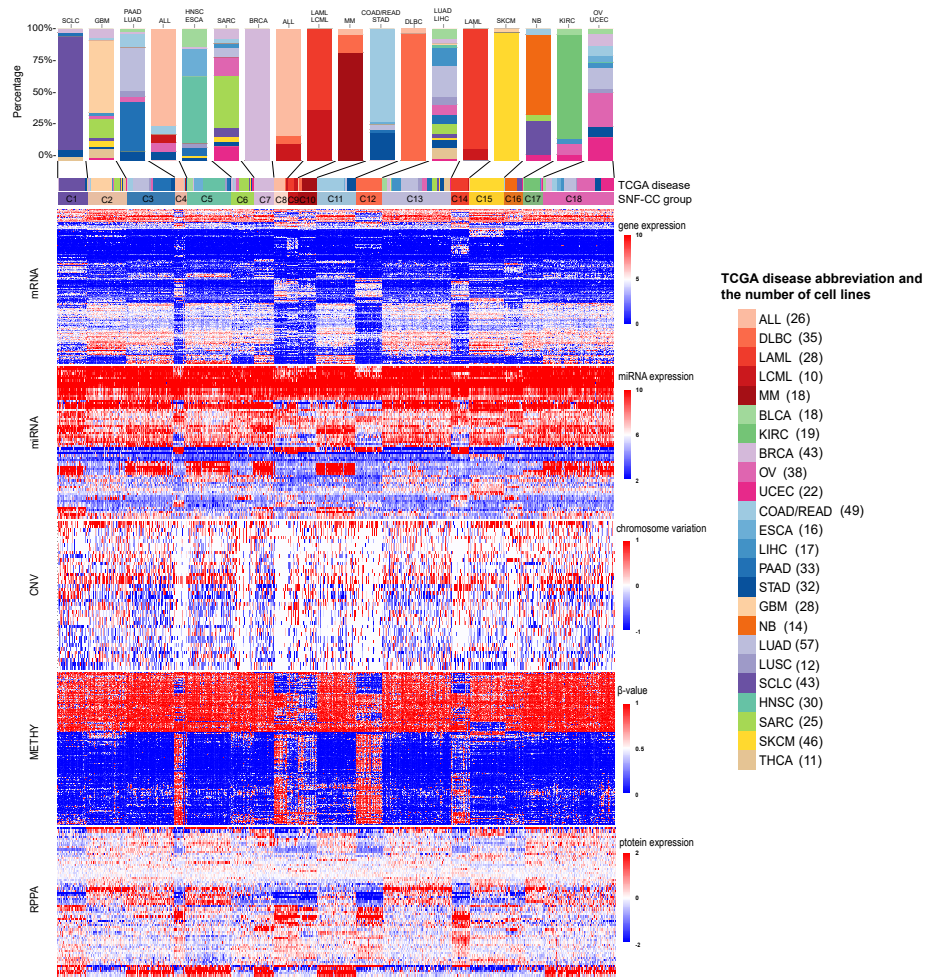 SCLC GBM PAAD LUAD ALL HNSC ESCA SARC BRCA ALL LAML LCML MM COAD/READ STAD DLBC LUAD LIHC LAML SKCM NB KIRC OV UCEC
100%
75%
50%
25%
0%
Percentage
TCGA disease
SNF-CC group
C1 C2 C3 C4 C5 C6 C7 C8 C9 C10 C11 C12 C13 C14 C15 C16 C17 C18
mRNA
gene expression
10
5
0
miRNA
miRNA expression
10
6
2
CNV
chromosome variation
1
0
-1
METHY
β-value
1
0.5
0
RPPA
ptotein expression
2
0
-2
TCGA disease abbreviation and
the number of cell lines
ALL (26)
DLBC (35)
LAML (28)
LCML (10)
MM (18)
BLCA (18)
KIRC (19)
BRCA (43)
OV (38)
UCEC (22)
COAD/READ (49)
ESCA (16)
LIHC (17)
PAAD (33)
STAD (32)
GBM (28)
NB (14)
LUAD (57)
LUSC (12)
SCLC (43)
HNSC (30)
SARC (25)
SKCM (46)
THCA (11)